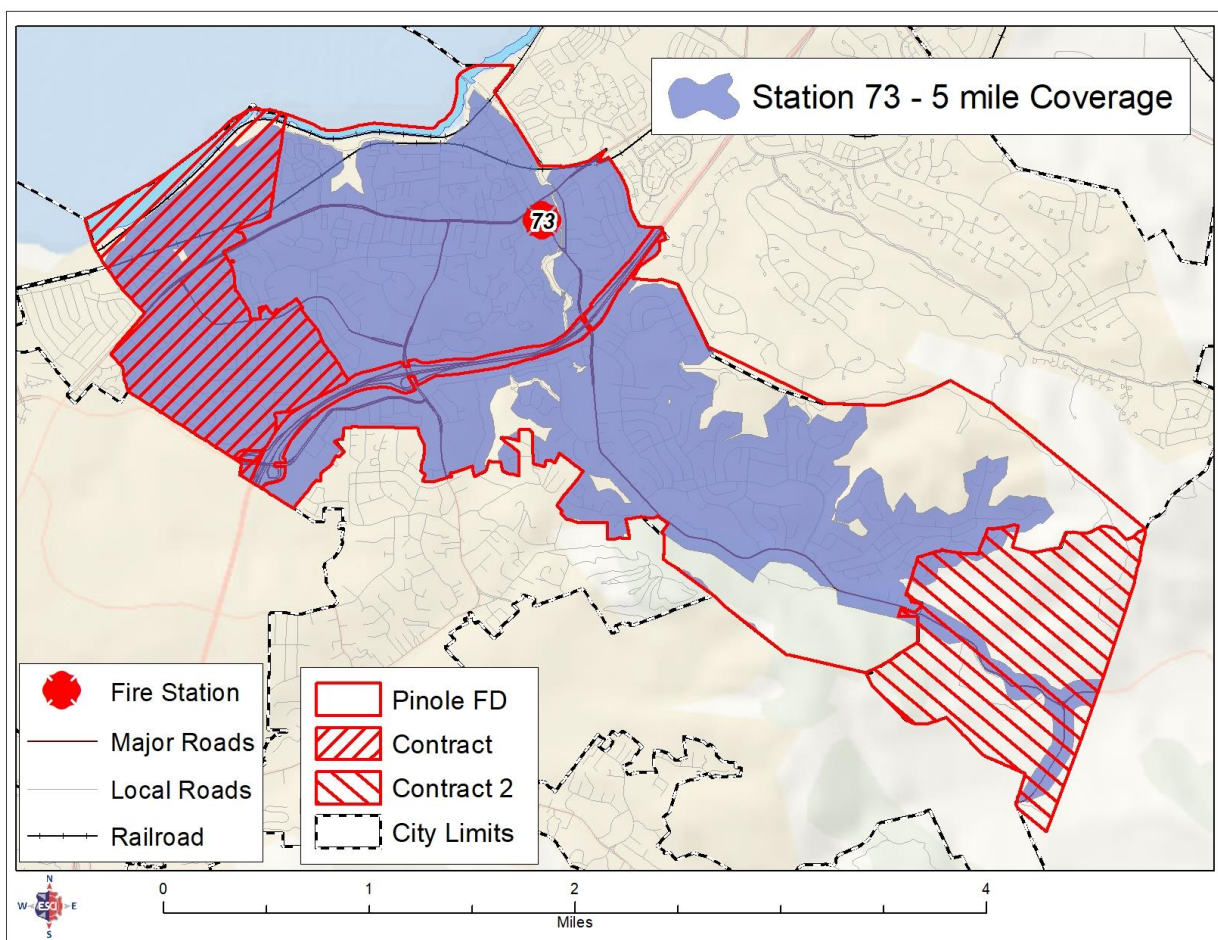 Station 73 - 5 mile Coverage
73
Fire Station
Major Roads
Local Roads
Railroad
Pinole FD
Contract
Contract 2
City Limits
N
W ESCI E
S
0 1 2 4
Miles